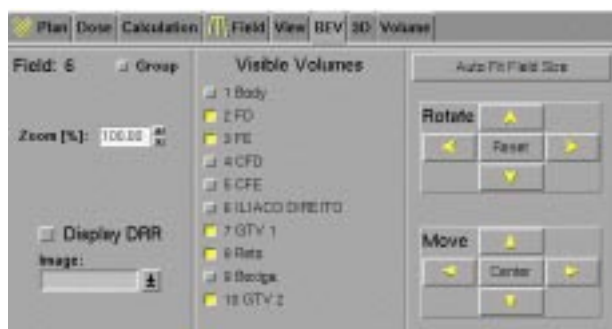 Plan Dose Calculation Field View BEV 3D Volume
Field: 6 Group
Zoom [%]: 100.00
Display DRR
Image:
Visible Volumes
1 Body
2 FD
3 FE
4 CFD
5 CFE
6 ILIACO DIREITO
7 GTV 1
8 Reto
9 Bexiga
10 GTV 2
Auto Fit Field Size
Rotate
Reset
Move
Center